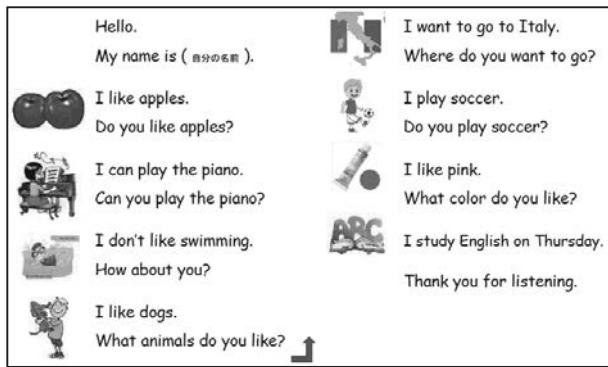 Hello.
My name is ( 自分の名前 ).
I like apples.
Do you like apples?
I can play the piano.
Can you play the piano?
I don't like swimming.
How about you?
I like dogs.
What animals do you like?
I want to go to Italy.
Where do you want to go?
I play soccer.
Do you play soccer?
I like pink.
What color do you like?
ABC
I study English on Thursday.
Thank you for listening.